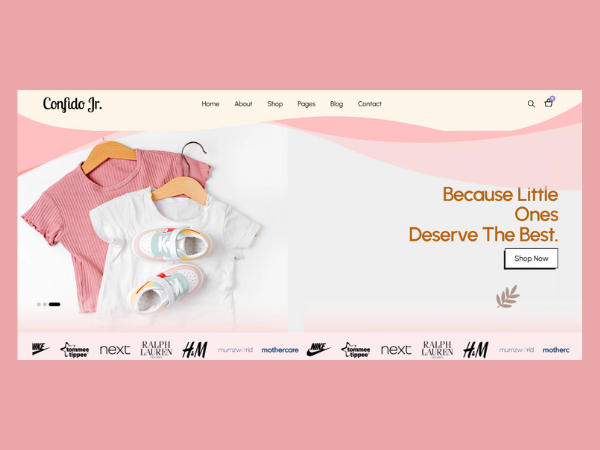 Confido Jr.
Home About Shop Pages Blog Contact
Because Little
Ones
Deserve The Best.
Shop Now
NIKE tommee tippee next RALPH LAUREN H&M mumzworld mothercare NIKE tommee tippee next RALPH LAUREN H&M mumzworld motherc